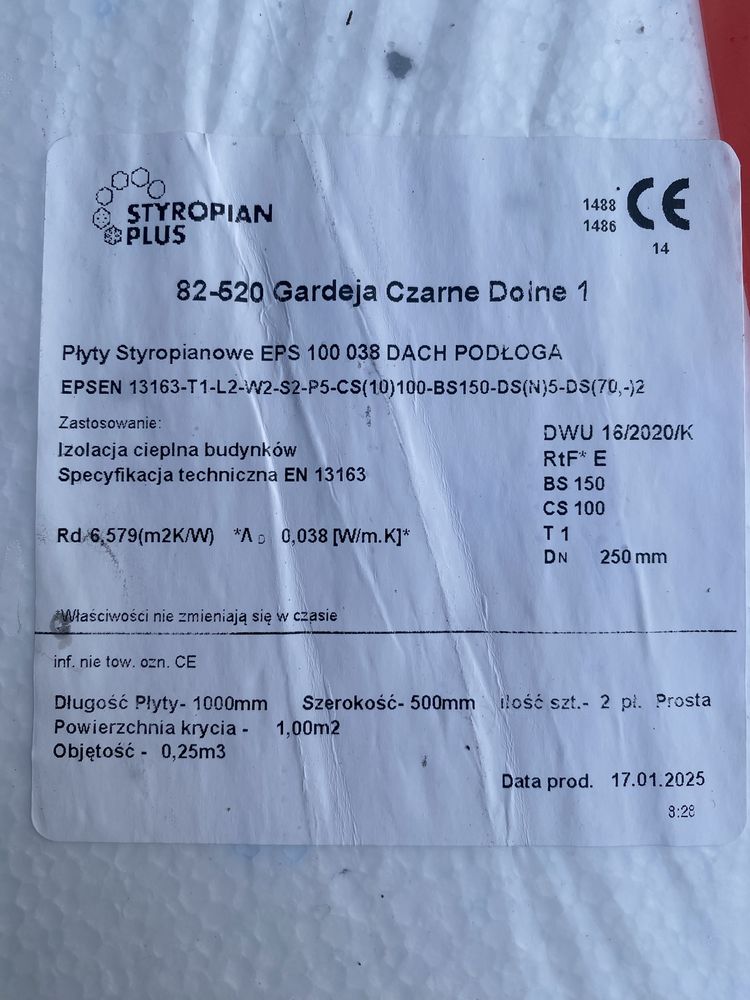 STYROPIAN
PLUS
1488
1486
CE
14
82-520 Gardeja Czarne Dolne 1
Płyty Styropianowe EPS 100 038 DACH PODŁOGA
EPSEN 13163-T1-L2-W2-S2-P5-CS(10)100-BS150-DS(N)5-DS(70,-)2
Zastosowanie:
Izolacja cieplna budynków
Specyfikacja techniczna EN 13163
DWU 16/2020/K
RtF* E
BS 150
CS 100
T 1
DN 250 mm
Rd 6,579(m2K/W) *Λ D 0,038 [W/m.K]*
*Właściwości nie zmieniają się w czasie
inf. nie tow. ozn. CE
Długość Płyty- 1000mm Szerokość- 500mm ilość szt.- 2 pł. Prosta
Powierzchnia krycia - 1,00m2
Objętość - 0,25m3
Data prod. 17.01.2025
8:28